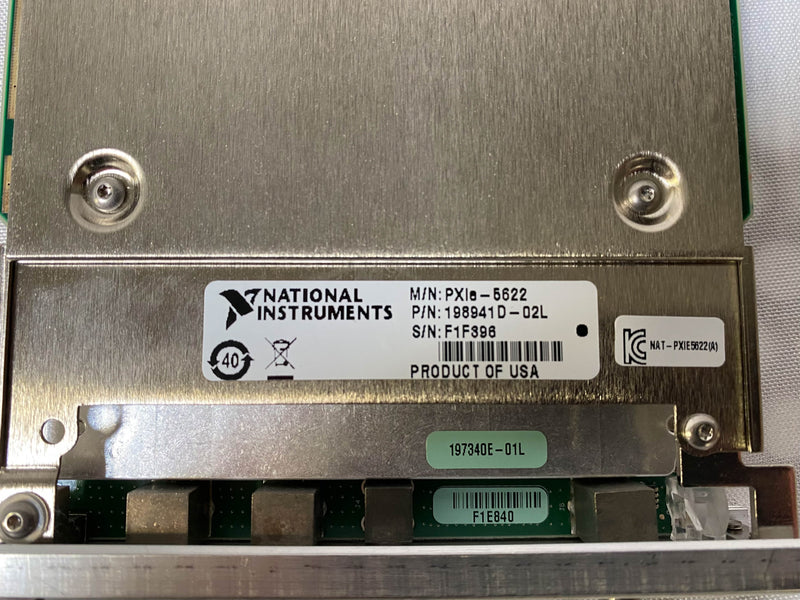 NATIONAL
INSTRUMENTS
M/N: PXIe-5622
P/N: 198941D-02L
S/N: F1F396
40
PRODUCT OF USA
NAT-PXIE5622(A)
197340E-01L
F1E840